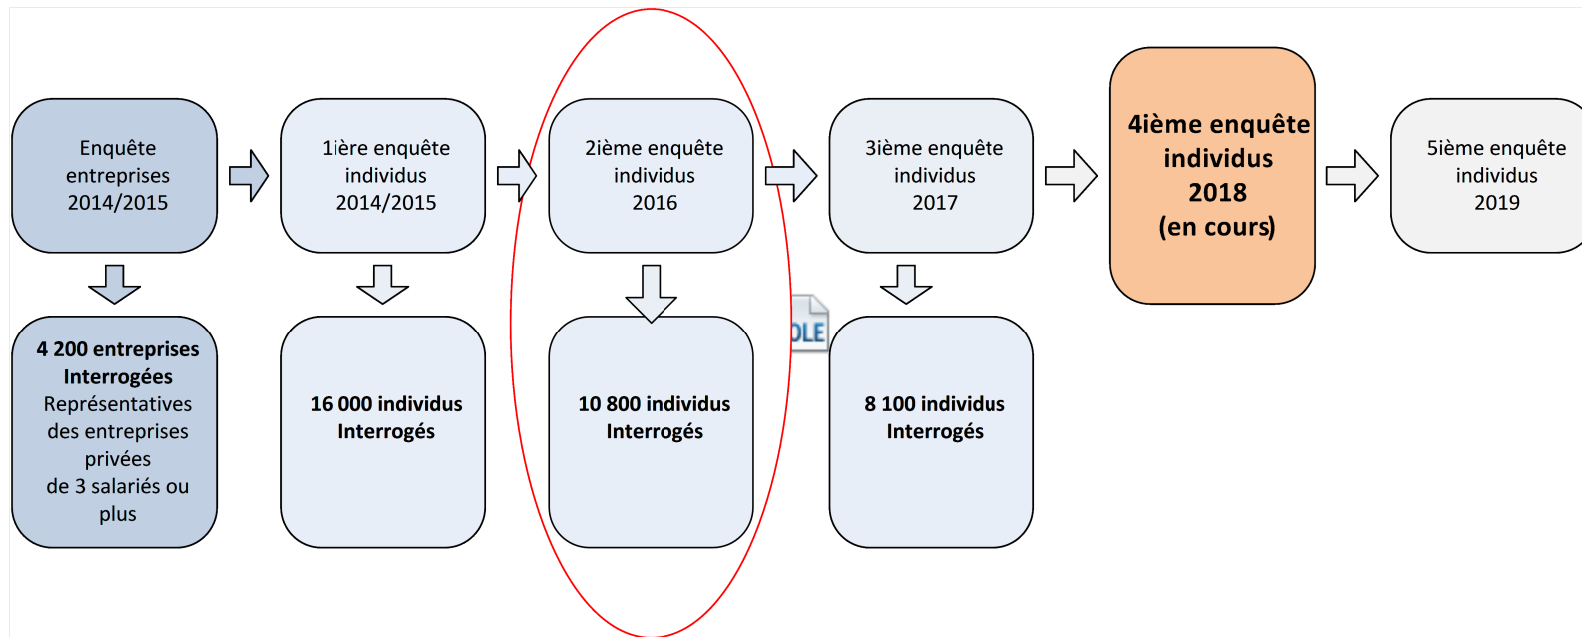 Enquête
entreprises
2014/2015
1ière enquête
individus
2014/2015
2ième enquête
individus
2016
3ième enquête
individus
2017
4ième enquête
individus
2018
(en cours)
5ième enquête
individus
2019
4 200 entreprises
Interrogées
Représentatives
des entreprises
privées
de 3 salariés ou
plus
16 000 individus
Interrogés
10 800 individus
Interrogés
OLE
8 100 individus
Interrogés